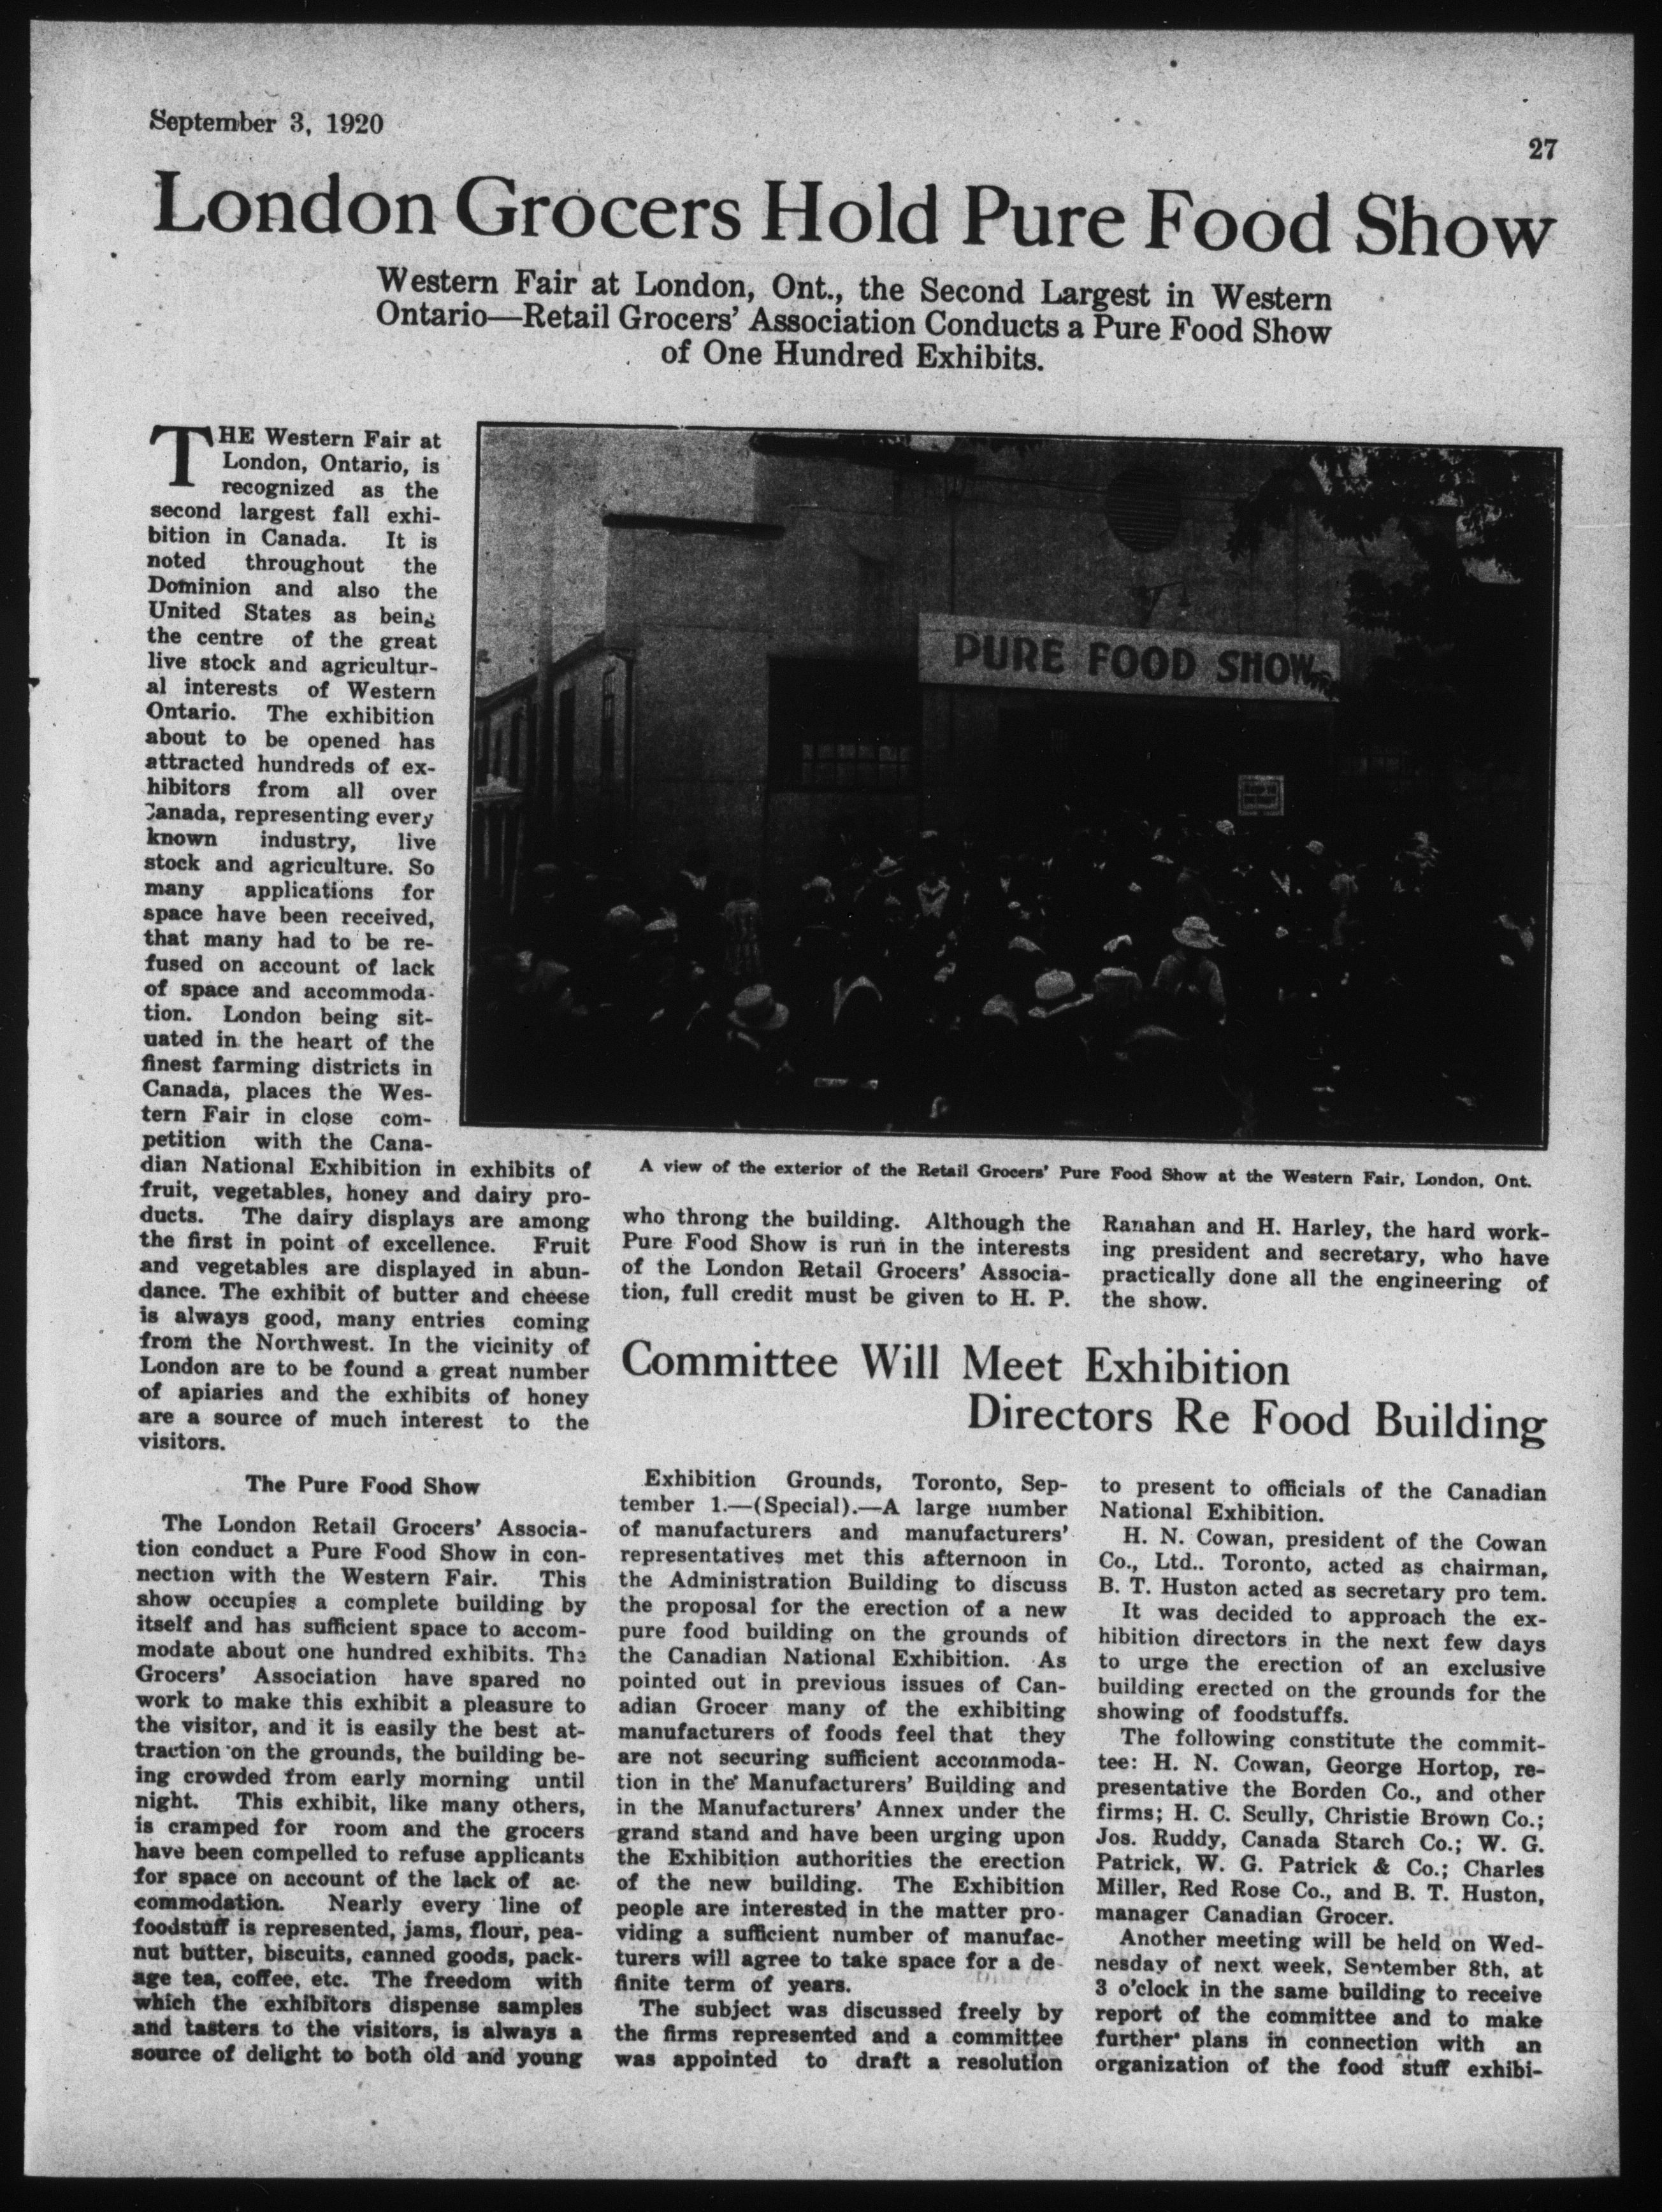 September 3, 1920
27
London Grocers Hold Pure Food Show
Western Fair at London, Ont., the Second Largest in Western
Ontario—Retail Grocers' Association Conducts a Pure Food Show
of One Hundred Exhibits.
THE Western Fair at
London, Ontario, is
recognized as the
second largest fall exhi-
bition in Canada. It is
noted throughout the
Dominion and also the
United States as being
the centre of the great
live stock and agricultur-
al interests of Western
Ontario. The exhibition
about to be opened has
attracted hundreds of ex-
hibitors from all over
Canada, representing every
known industry, live
stock and agriculture. So
many applications for
space have been received,
that many had to be re-
fused on account of lack
of space and accommoda-
tion. London being sit-
uated in the heart of the
finest farming districts in
Canada, places the Wes-
tern Fair in close com-
petition with the Cana-
dian National Exhibition in exhibits of
fruit, vegetables, honey and dairy pro-
ducts. The dairy displays are among
the first in point of excellence. Fruit
and vegetables are displayed in abun-
dance. The exhibit of butter and cheese
is always good, many entries coming
from the Northwest. In the vicinity of
London are to be found a great number
of apiaries and the exhibits of honey
are a source of much interest to the
visitors.
The Pure Food Show
The London Retail Grocers' Associa-
tion conduct a Pure Food Show in con-
nection with the Western Fair. This
show occupies a complete building by
itself and has sufficient space to accom-
modate about one hundred exhibits. The
Grocers' Association have spared no
work to make this exhibit a pleasure to
the visitor, and it is easily the best at-
traction on the grounds, the building be-
ing crowded from early morning until
night. This exhibit, like many others,
is cramped for room and the grocers
have been compelled to refuse applicants
for space on account of the lack of ac-
commodation. Nearly every line of
foodstuff is represented, jams, flour, pea-
nut butter, biscuits, canned goods, pack-
age tea, coffee, etc. The freedom with
which the exhibitors dispense samples
and tasters to the visitors, is always a
source of delight to both old and young
PURE FOOD SHOW
A view of the exterior of the Retail Grocers' Pure Food Show at the Western Fair, London, Ont.
who throng the building. Although the
Pure Food Show is run in the interests
of the London Retail Grocers' Associa-
tion, full credit must be given to H. P.
Ranahan and H. Harley, the hard work-
ing president and secretary, who have
practically done all the engineering of
the show.
Committee Will Meet Exhibition
Directors Re Food Building
Exhibition Grounds, Toronto, Sep-
tember 1.—(Special).—A large number
of manufacturers and manufacturers'
representatives met this afternoon in
the Administration Building to discuss
the proposal for the erection of a new
pure food building on the grounds of
the Canadian National Exhibition. As
pointed out in previous issues of Can-
adian Grocer many of the exhibiting
manufacturers of foods feel that they
are not securing sufficient accommoda-
tion in the Manufacturers' Building and
in the Manufacturers' Annex under the
grand stand and have been urging upon
the Exhibition authorities the erection
of the new building. The Exhibition
people are interested in the matter pro-
viding a sufficient number of manufac-
turers will agree to take space for a de-
finite term of years.
The subject was discussed freely by
the firms represented and a committee
was appointed to draft a resolution
to present to officials of the Canadian
National Exhibition.
H. N. Cowan, president of the Cowan
Co., Ltd.. Toronto, acted as chairman,
B. T. Huston acted as secretary pro tem.
It was decided to approach the ex-
hibition directors in the next few days
to urge the erection of an exclusive
building erected on the grounds for the
showing of foodstuffs.
The following constitute the commit-
tee: H. N. Cowan, George Hortop, re-
presentative the Borden Co., and other
firms; H. C. Scully, Christie Brown Co.;
Jos. Ruddy, Canada Starch Co.; W. G.
Patrick, W. G. Patrick & Co.; Charles
Miller, Red Rose Co., and B. T. Huston,
manager Canadian Grocer.
Another meeting will be held on Wed-
nesday of next week, September 8th, at
3 o'clock in the same building to receive
report of the committee and to make
further plans in connection with an
organization of the food stuff exhibi-